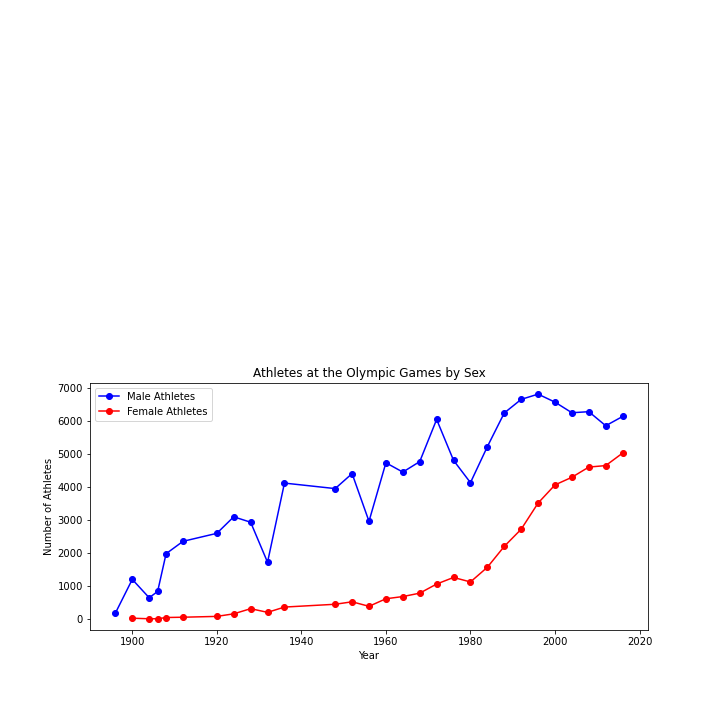 Athletes at the Olympic Games by Sex
7000
6000
5000
4000
3000
2000
1000
0
Number of Athletes
Male Athletes
Female Athletes
1900 1920 1940 1960 1980 2000 2020
Year